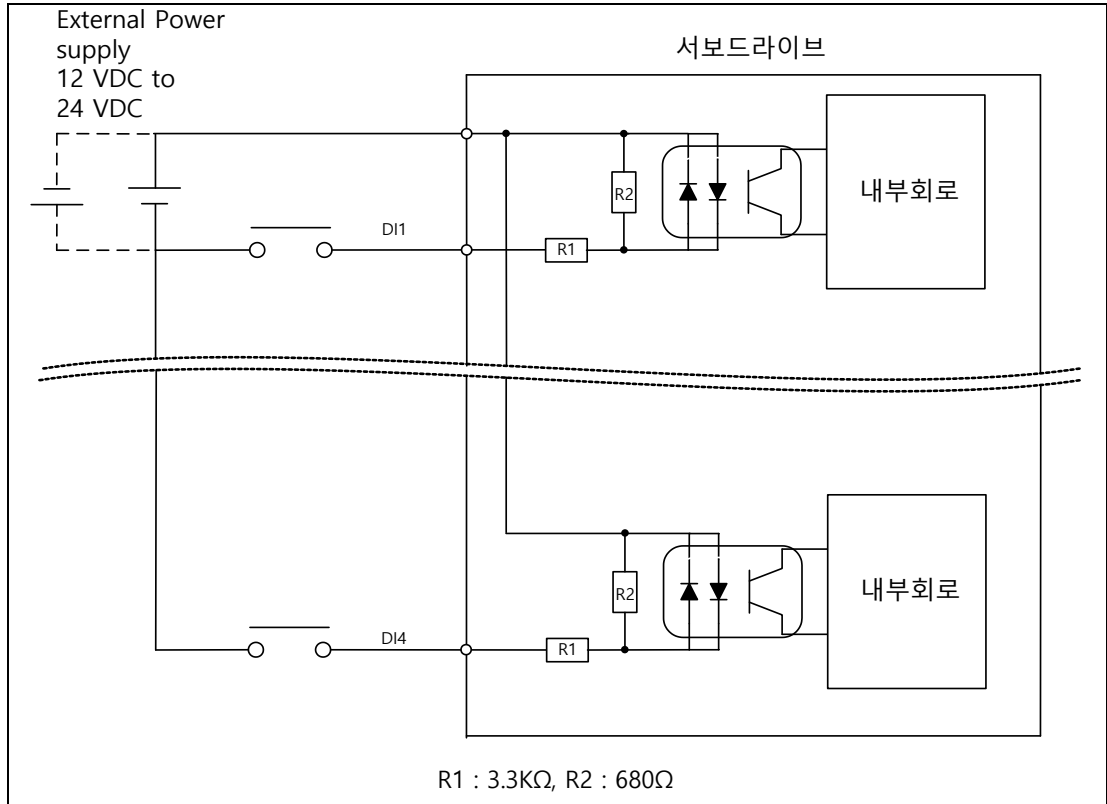 External Power
supply
12 VDC to
24 VDC
서보드라이브
R2
내부회로
DI1
R1
R2
내부회로
DI4
R1
R1 : 3.3KΩ, R2 : 680Ω